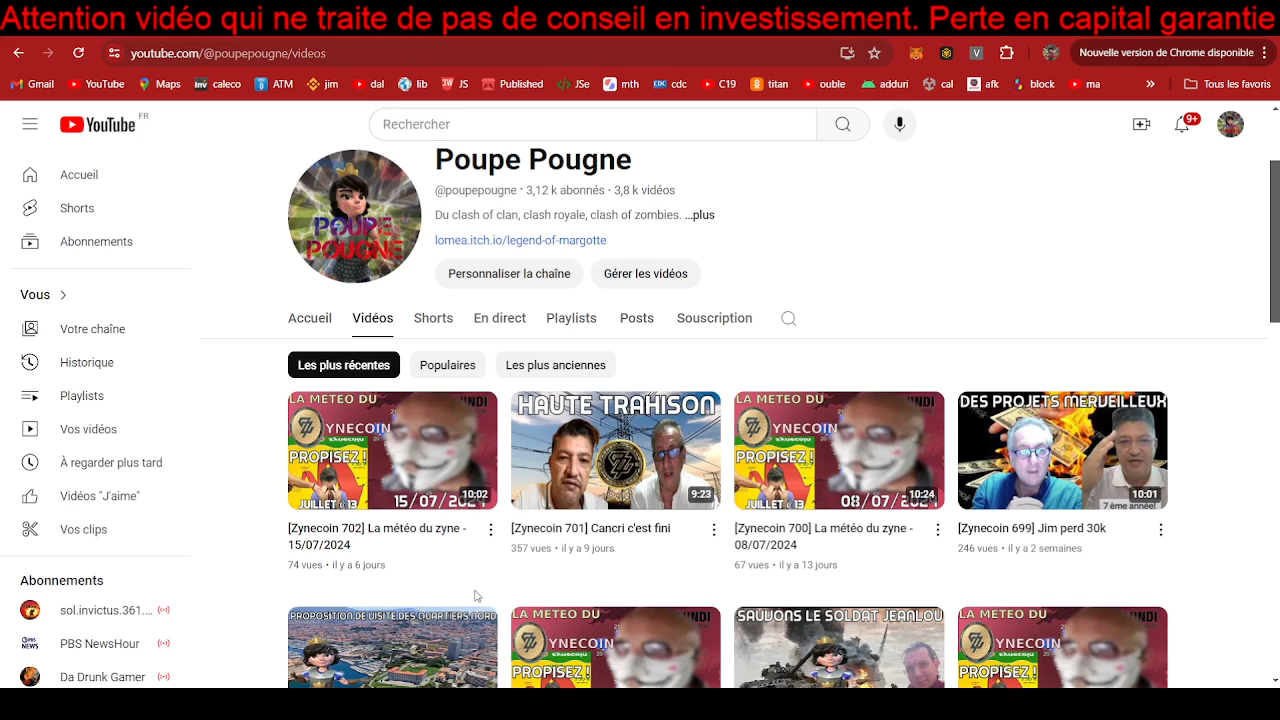 Attention vidéo qui ne traite de pas de conseil en investissement. Perte en capital garantie
youtube.com/@poupepougne/videos
Nouvelle version de Chrome disponible
Gmail YouTube Maps caleco ATM jim dal lib JS Published JSe mth cdc C19 titan ouble adduri cal afk block ma » Tous les favoris
YouTube FR
Rechercher
9+
Poupe Pougne
@poupepougne · 3,12 k abonnés · 3,8 k vidéos
Du clash of clan, clash royale, clash of zombies. ...plus
lomea.itch.io/legend-of-margotte
Personnaliser la chaîne Gérer les vidéos
POUPE
POUGNE
Accueil
Shorts
Abonnements
Vous
Votre chaîne
Historique
Playlists
Vos vidéos
À regarder plus tard
Vidéos "J'aime"
Vos clips
Abonnements
sol.invictus.361....
PBS NewsHour
Da Drunk Gamer
Accueil Vidéos Shorts En direct Playlists Posts Souscription
Les plus récentes Populaires Les plus anciennes
LA METEO DU
YNECOIN
PROPISEZ!
JUILLET é 13
15/07/2024
10:02
HAUTE TRAHISON
9:23
LA METEO DU
YNECOIN
PROPISEZ!
JUILLET é 13
08/07/2024
10:24
DES PROJETS MERVEILLEUX
7 ème année!
10:01
[Zynecoin 702] La météo du zyne -
15/07/2024
74 vues · il y a 6 jours
[Zynecoin 701] Cancri c'est fini
357 vues · il y a 9 jours
[Zynecoin 700] La météo du zyne -
08/07/2024
67 vues · il y a 13 jours
[Zynecoin 699] Jim perd 30k
246 vues · il y a 2 semaines
PROPOSITION DE VISITE DES QUARTIERS NORD
LA METEO DU
YNECOIN
PROPISEZ!
SAUVONS LE SOLDAT JEANLOU
LA METEO DU
YNECOIN
PROPISEZ!